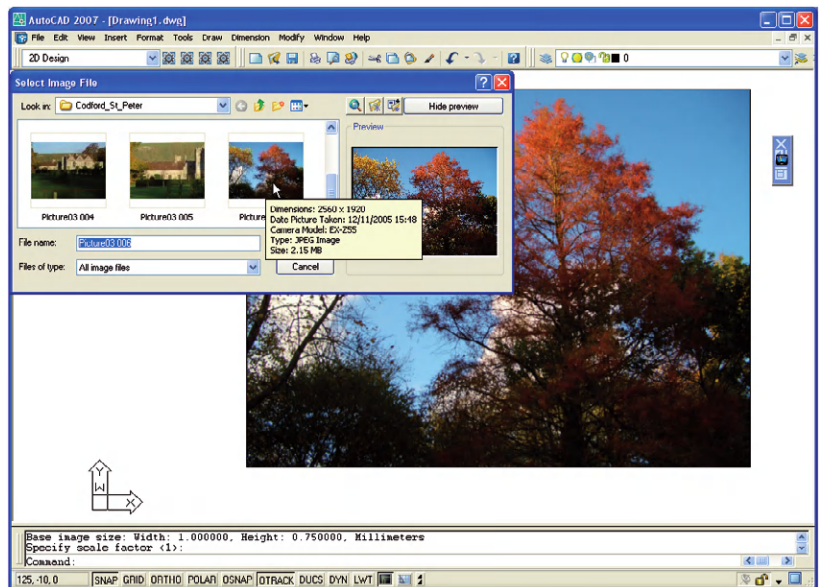 AutoCAD 2007 - [Drawing1.dwg]
File Edit View Insert Format Tools Draw Dimension Modify Window Help
2D Design
0
Select Image File
Look in: Codford_St_Peter
Hide preview
Preview
Picture03 004 Picture03 005
Dimensions: 2560 x 1920
Date Picture Taken: 12/11/2005 15:48
Camera Model: EX-Z55
Type: JPEG Image
Size: 2.15 MB
File name: Picture03 006
Files of type: All image files
Cancel
Y
W
X
Base image size: Width: 1.000000, Height: 0.750000, Millimeters
Specify scale factor <1>:
Command:
125, -10, 0 SNAP GRID ORTHO POLAR OSNAP OTRACK DUCS DYN LWT